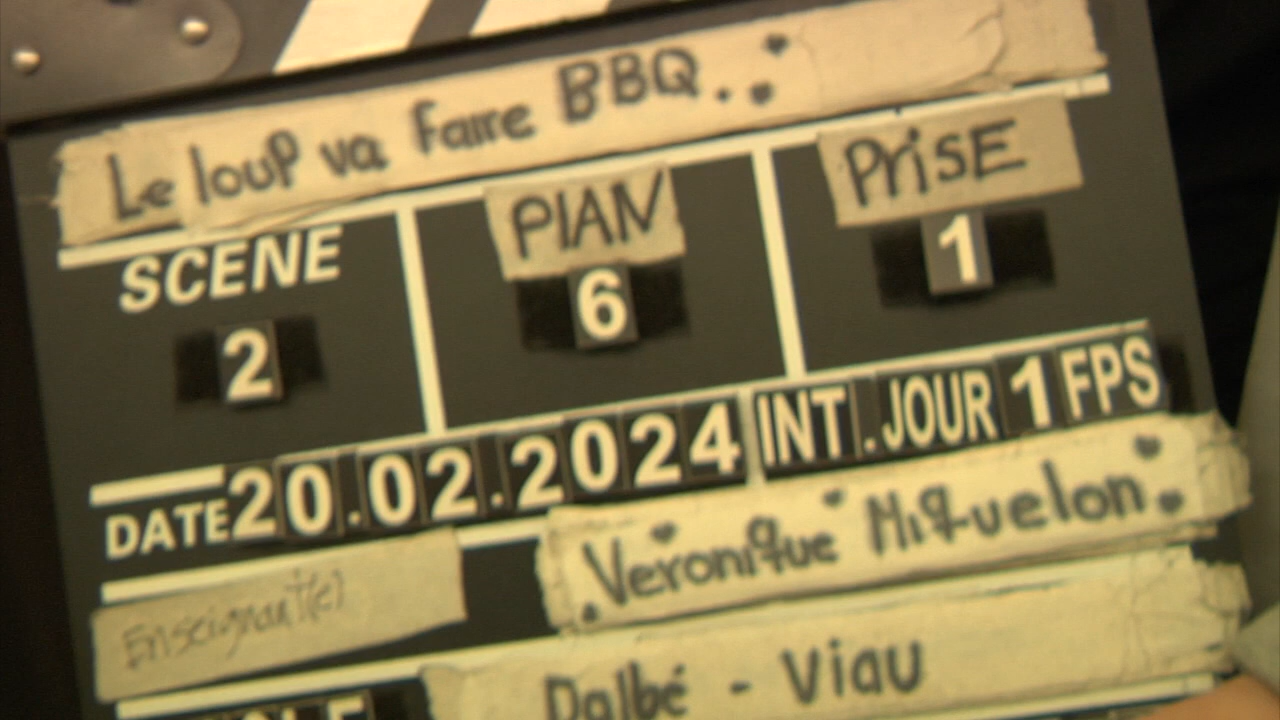 Le louP va faire BBQ..
SCENE PlAN PriSE
2 6 1
DATE 20.02.2024 INT.JOUR 1 FPS
Enseignant(e) Veronique Miquelon
Dalbé - Viau